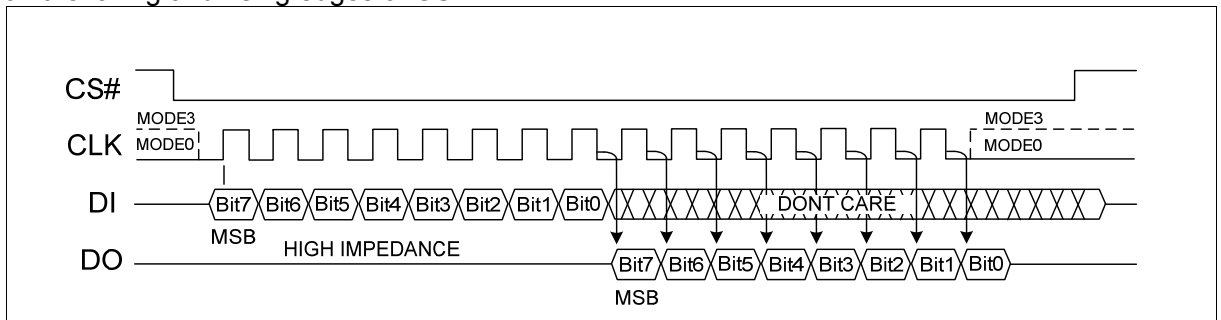 CS#
MODE3
MODE3
CLK
MODE0
MODE0
DI
Bit7
Bit6
Bit5
Bit4
Bit3
Bit2
Bit1
Bit0
DONT CARE
MSB
HIGH IMPEDANCE
DO
Bit7
Bit6
Bit5
Bit4
Bit3
Bit2
Bit1
Bit0
MSB